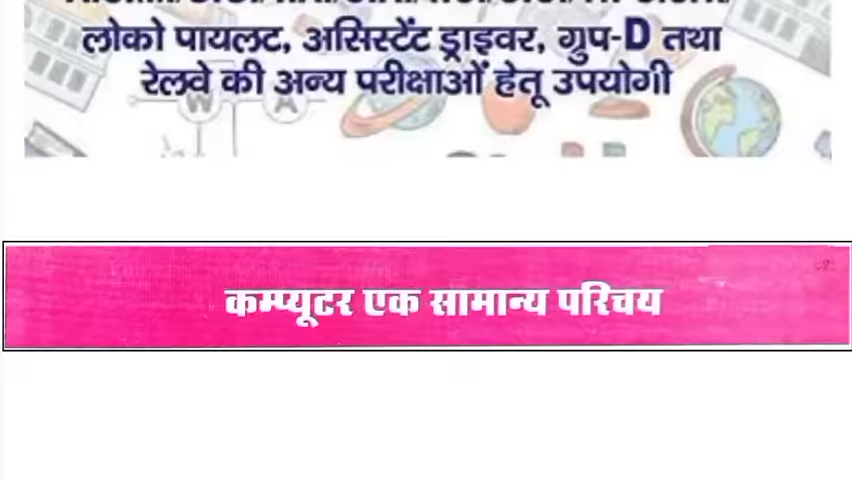 लोको पायलट, असिस्टेंट ड्राइवर, ग्रुप-D तथा
रेलवे की अन्य परीक्षाओं हेतू उपयोगी
W A
कम्प्यूटर एक सामान्य परिचय